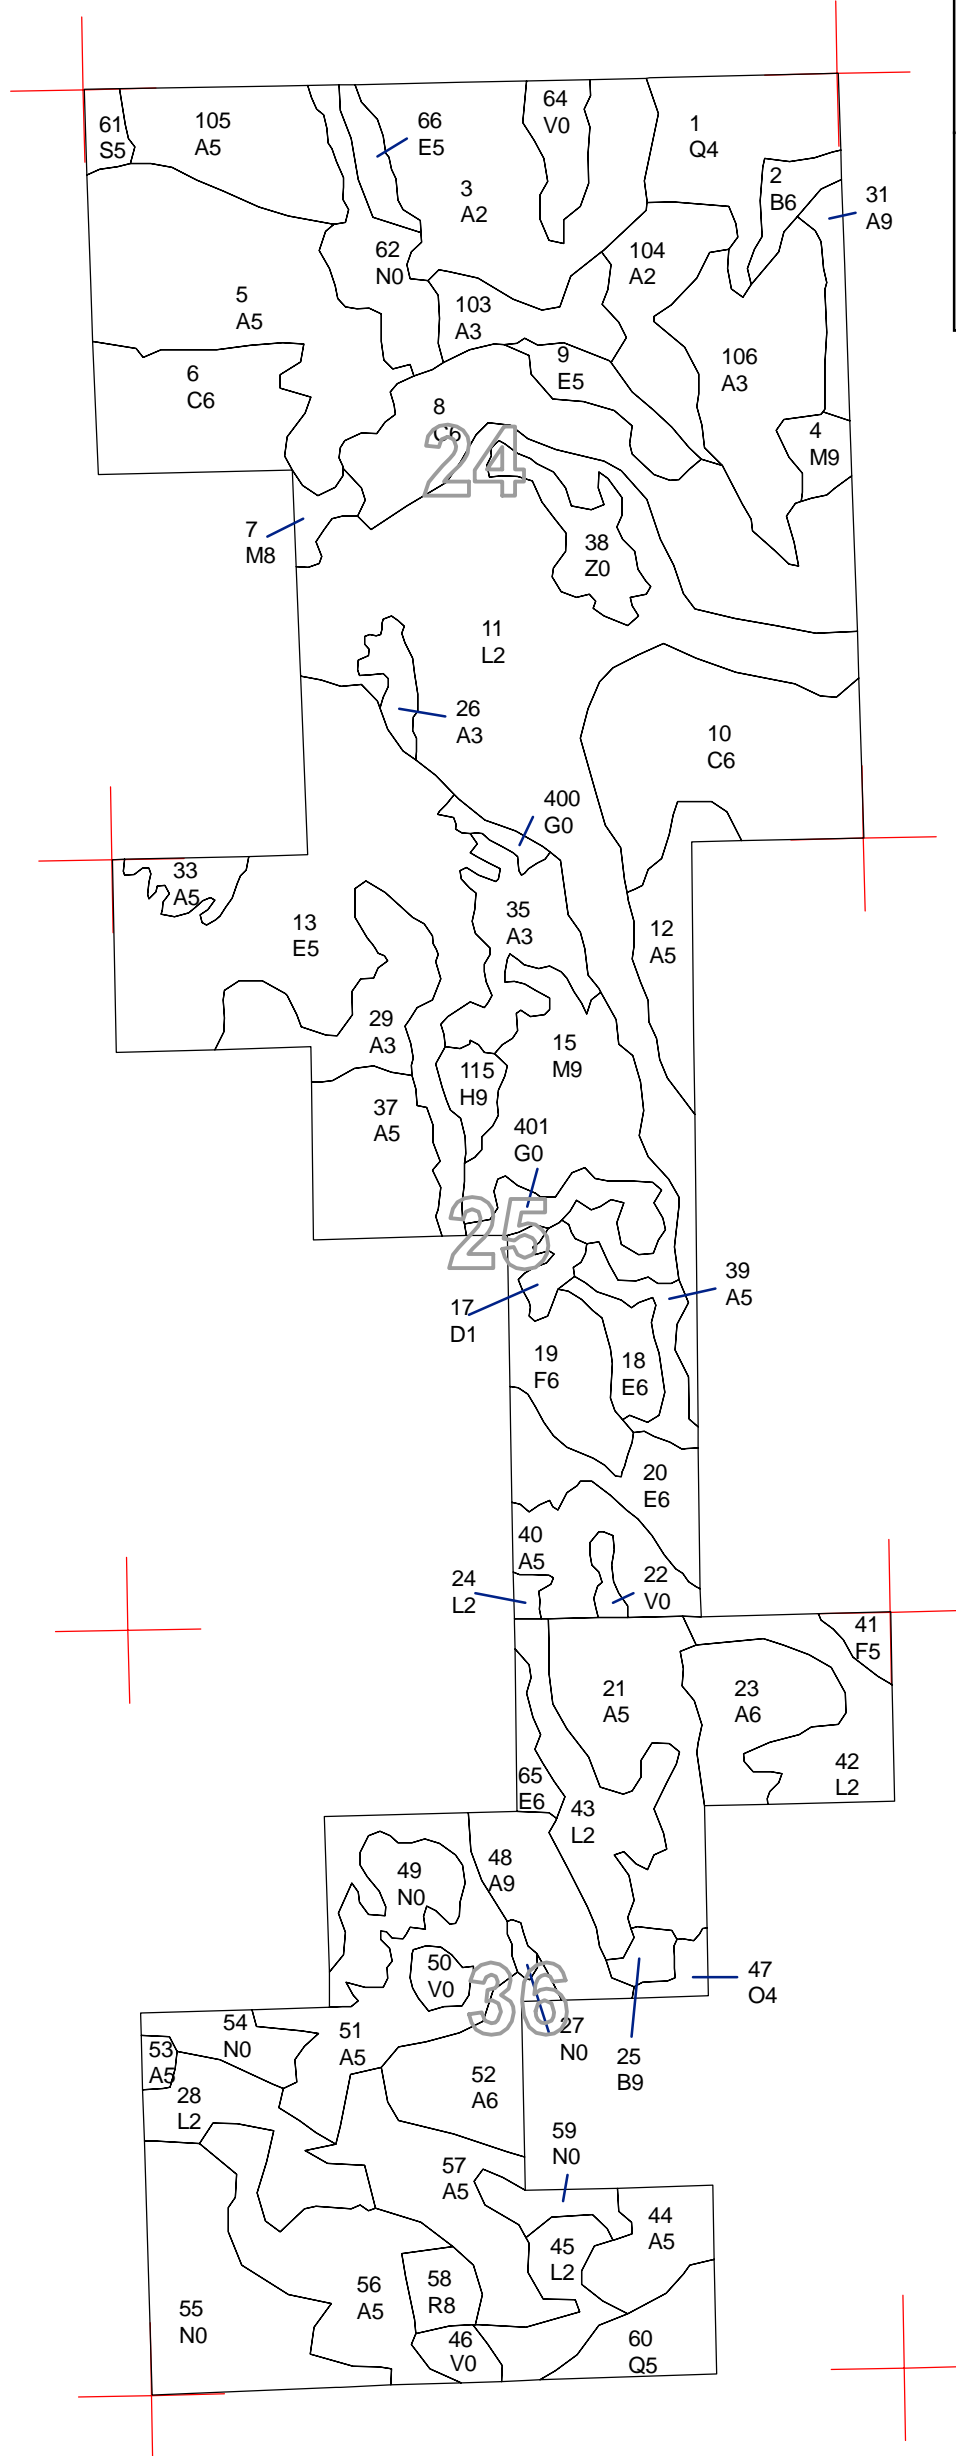 61
S5
105
A5
66
E5
64
V0
1
Q4
2
B6
31
A9
3
A2
62
N0
104
A2
5
A5
103
A3
106
A3
9
E5
6
C6
8
C6
24
4
M9
7
M8
38
Z0
11
L2
26
A3
10
C6
400
G0
33
A5
13
E5
35
A3
12
A5
29
A3
15
M9
115
H9
37
A5
401
G0
25
39
A5
17
D1
19
F6
18
E6
20
E6
40
A5
24
L2
22
V0
41
F5
21
A5
23
A6
42
L2
65
E6
43
L2
49
N0
48
A9
50
V0
36
47
O4
27
N0
25
B9
54
N0
53
A5
51
A5
28
L2
52
A6
59
N0
57
A5
44
A5
45
L2
58
R8
56
A5
55
N0
46
V0
60
Q5